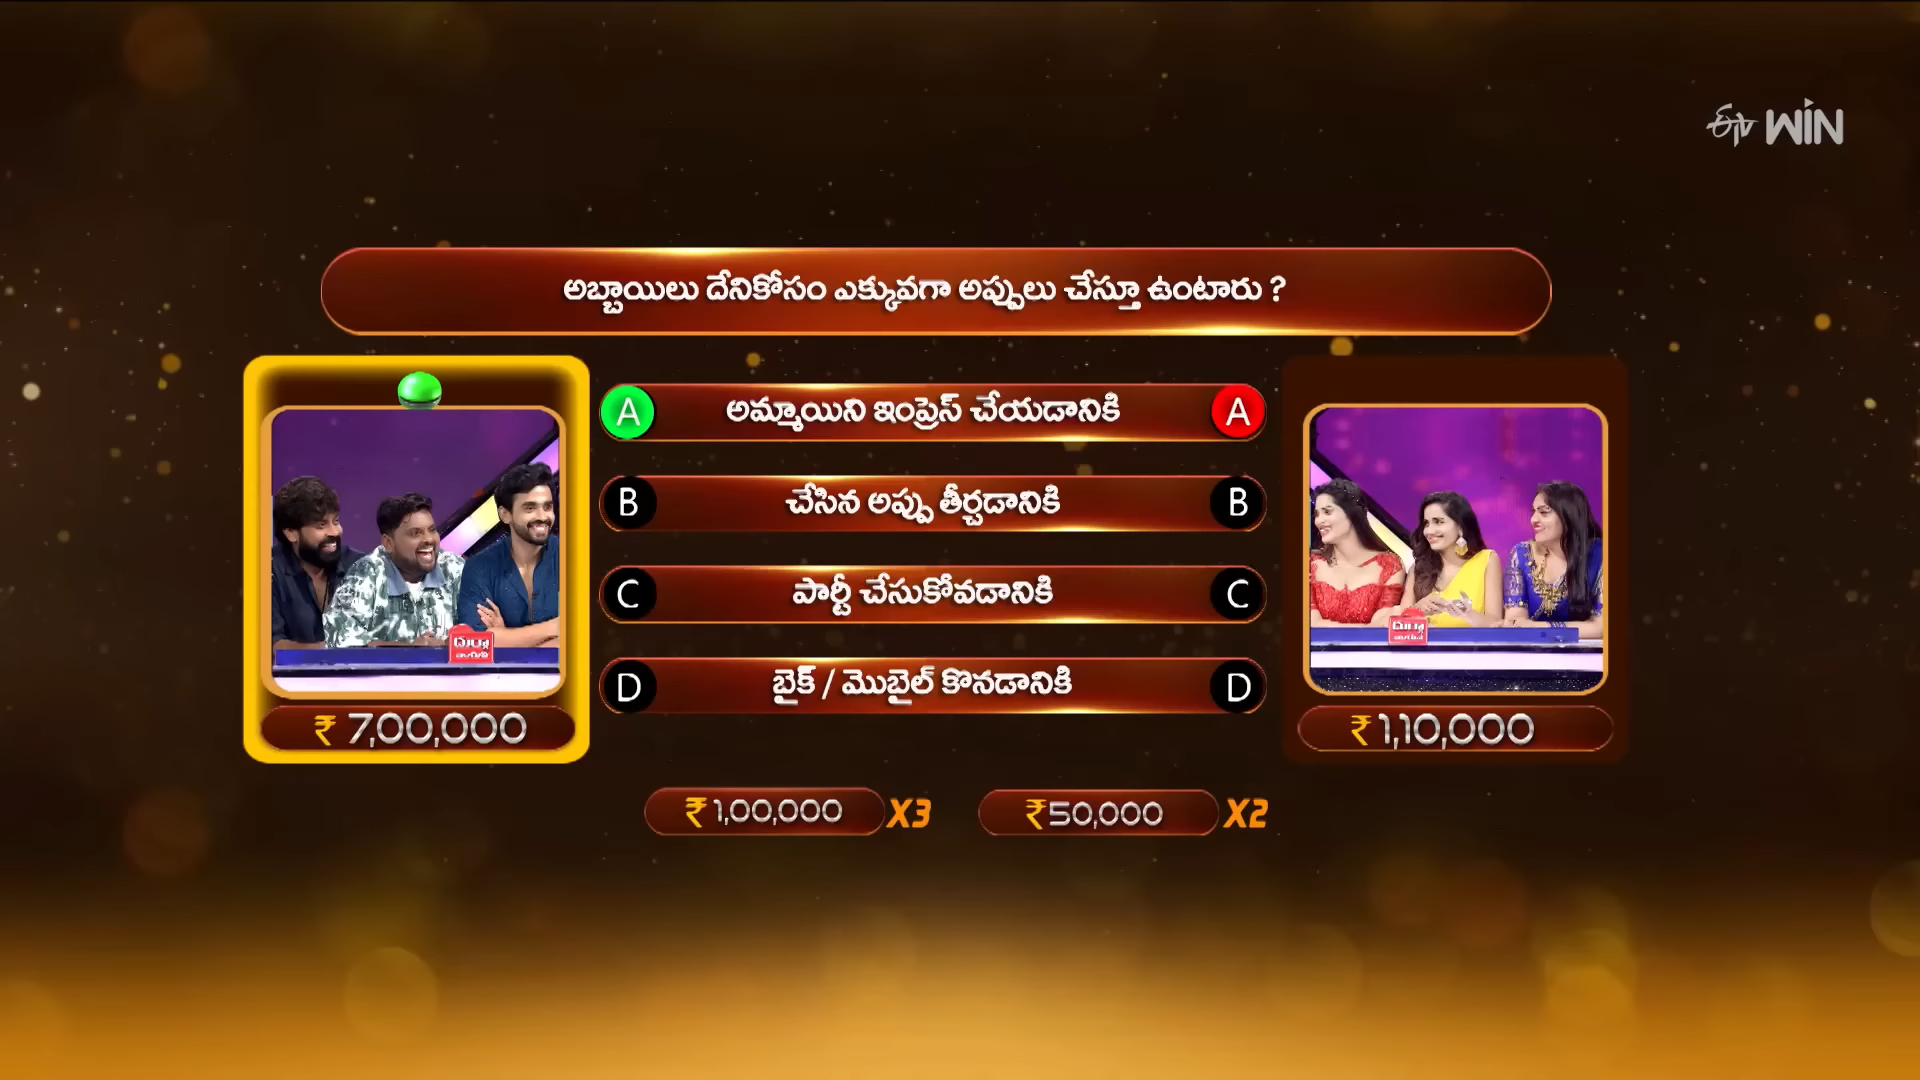 ఈటీవీ WIN
అబ్బాయిలు దేనికోసం ఎక్కువగా అప్పులు చేస్తూ ఉంటారు ?
A అమ్మాయిని ఇంప్రెస్ చేయడానికి A
B చేసిన అప్పు తీర్చడానికి B
C పార్టీ చేసుకోవడానికి C
D బైక్ / మొబైల్ కొనడానికి D
₹ 7,00,000
₹ 1,10,000
₹ 1,00,000 X3
₹50,000 X2